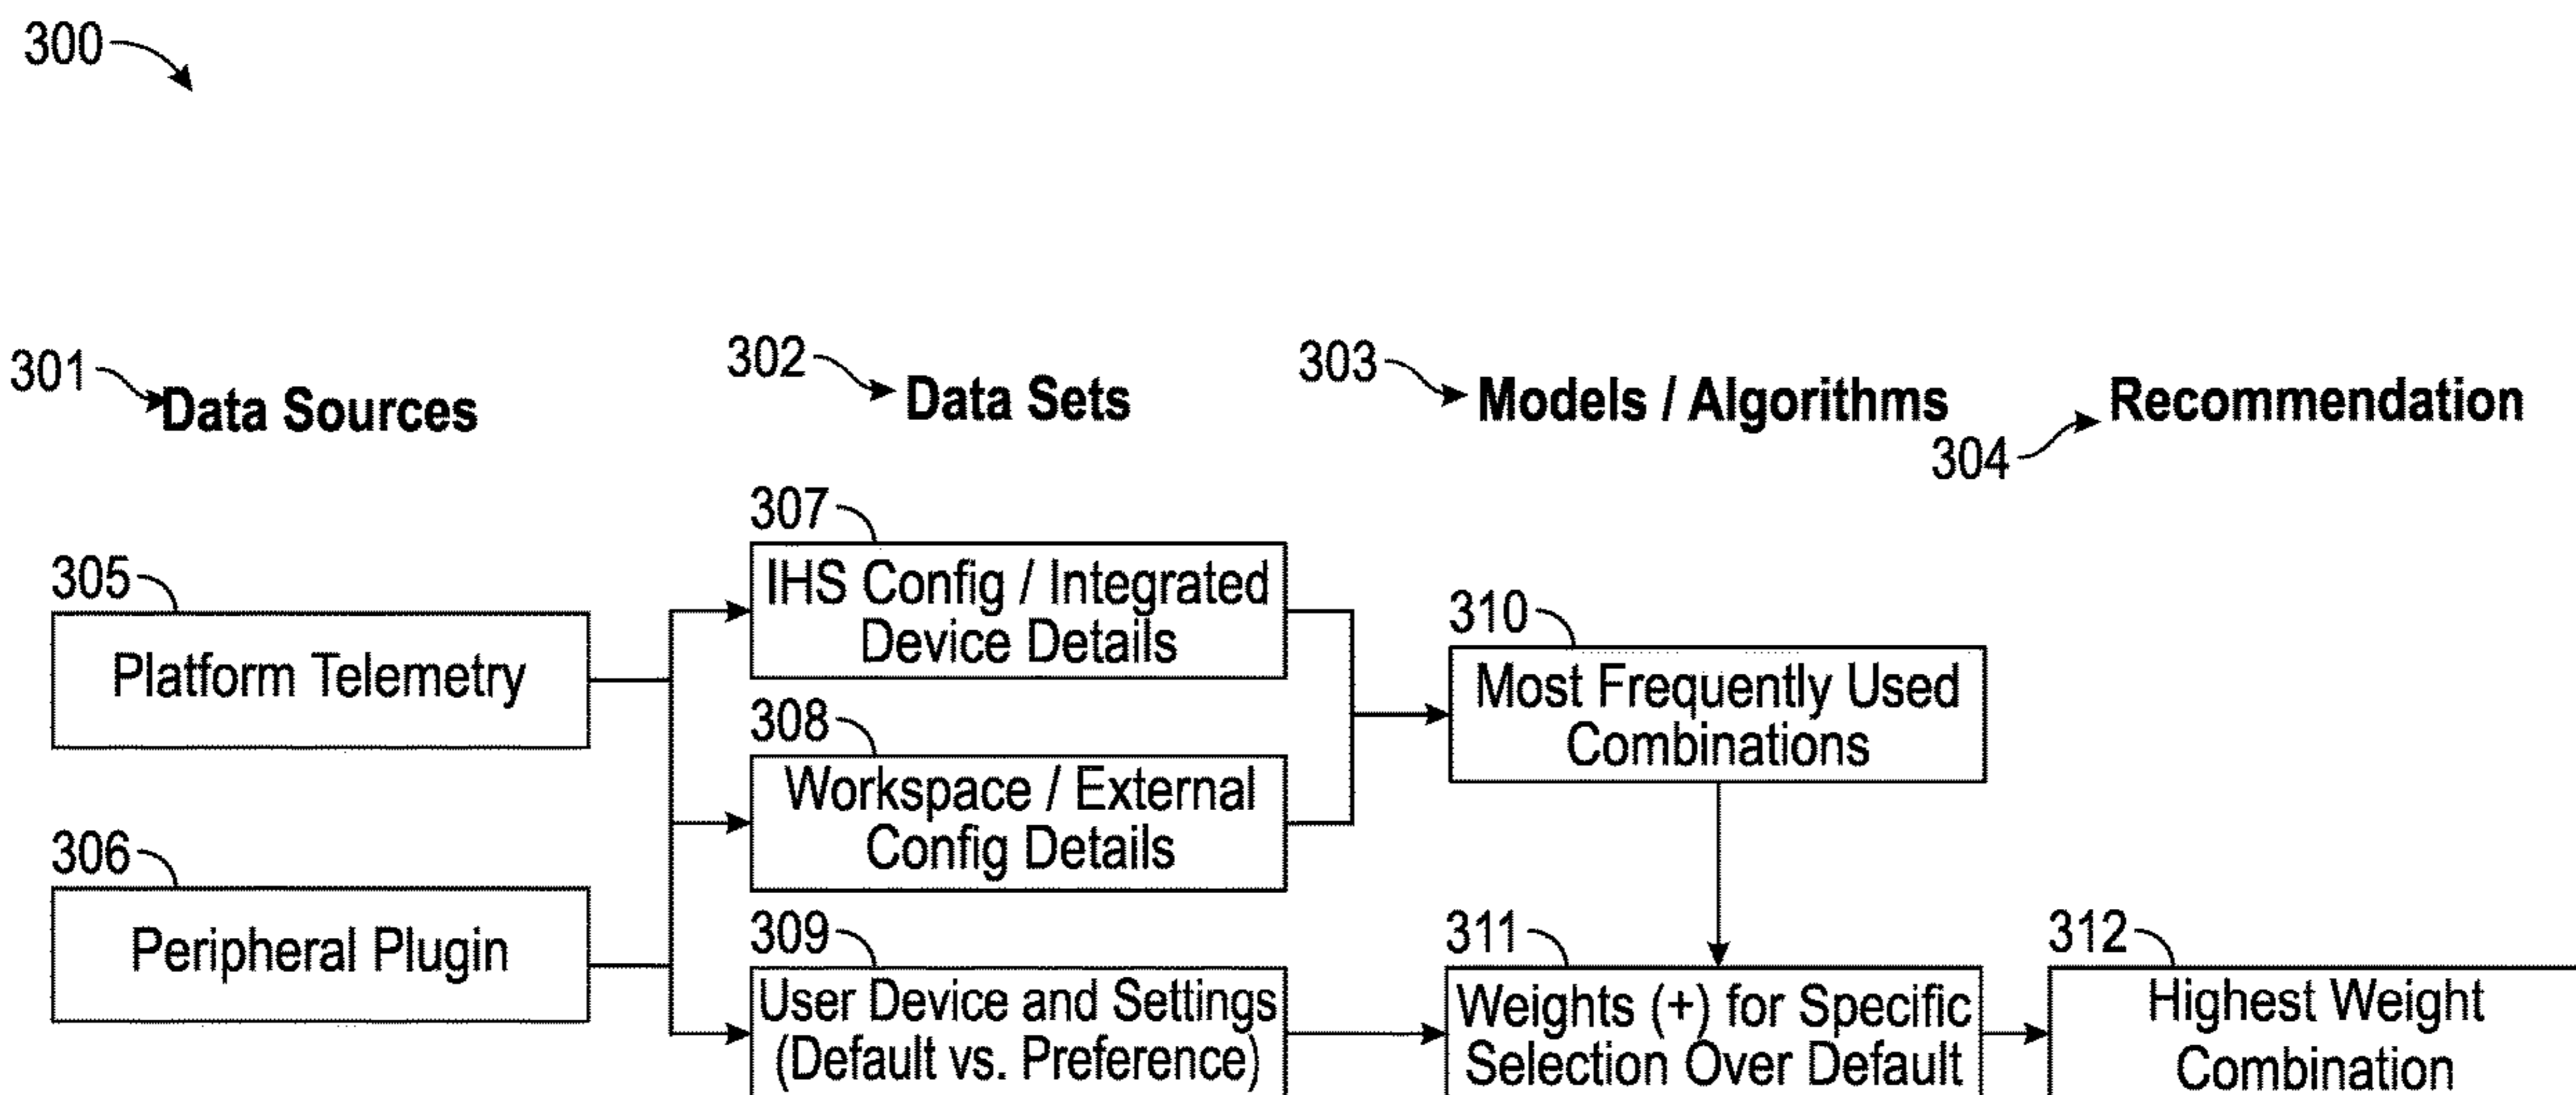 300
301
Data Sources
302
Data Sets
303
Models / Algorithms
304
Recommendation
305
Platform Telemetry
306
Peripheral Plugin
307
IHS Config / Integrated
Device Details
308
Workspace / External
Config Details
309
User Device and Settings
(Default vs. Preference)
310
Most Frequently Used
Combinations
311
Weights (+) for Specific
Selection Over Default
312
Highest Weight
Combination